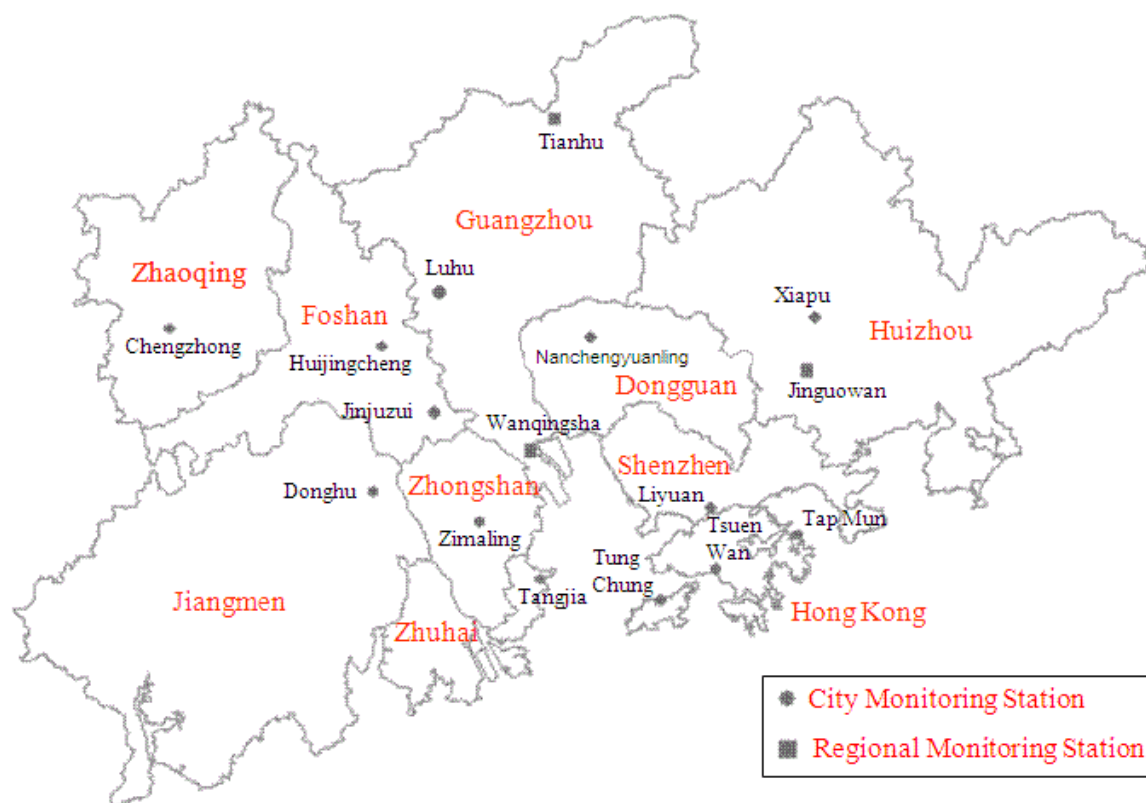 Tianhu
Guangzhou
Luhu
Zhaoqing
Xiapu
Foshan
Huizhou
Chengzhong
Huijingcheng
Nanchengyuanling
Dongguan
Jinguowan
Jinjuzui
Wanqingsha
Shenzhen
Zhongshan
Donghu
Liyuan
Tap Mun
Tsuen
Wan
Zimaling
Tung
Chung
Tangjia
Jiangmen
Hong Kong
Zhuhai
City Monitoring Station
Regional Monitoring Station